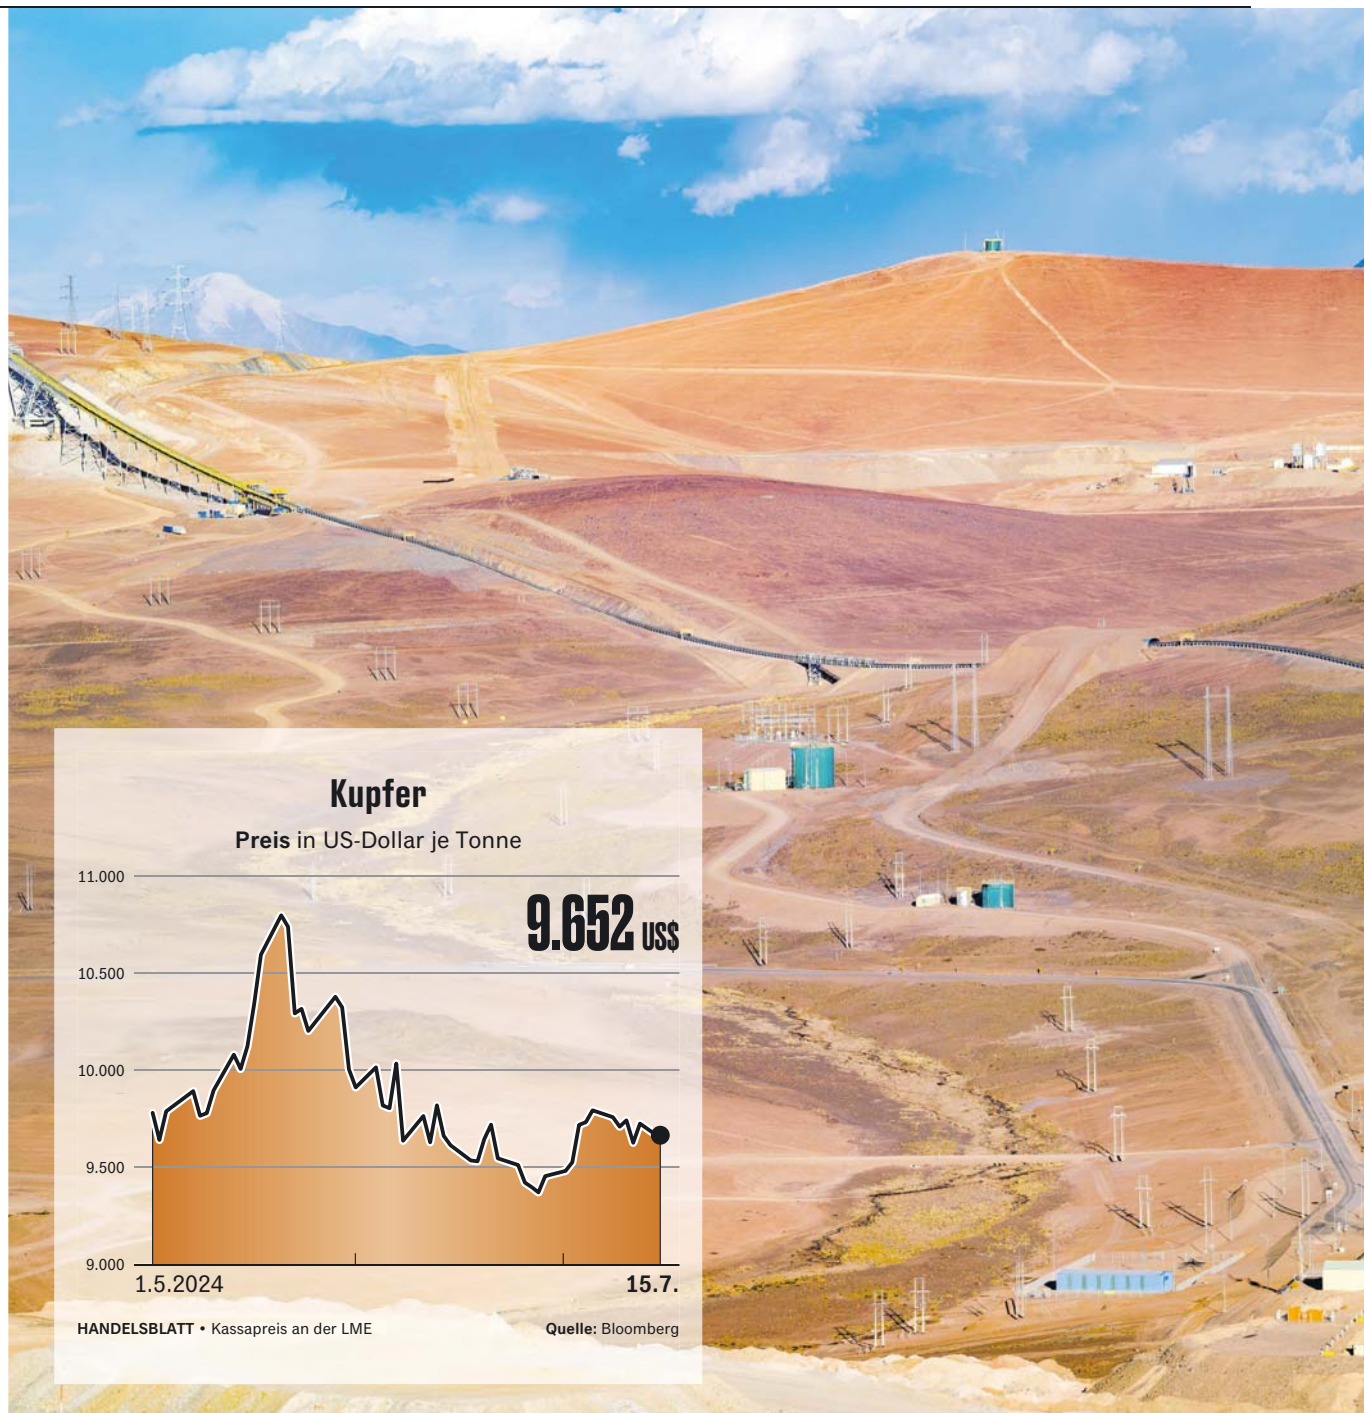 Kupfer
Preis in US-Dollar je Tonne
11.000
9.652 US$
10.500
10.000
9.500
9.000
1.5.2024 15.7.
HANDELSBLATT • Kassapreis an der LME Quelle: Bloomberg